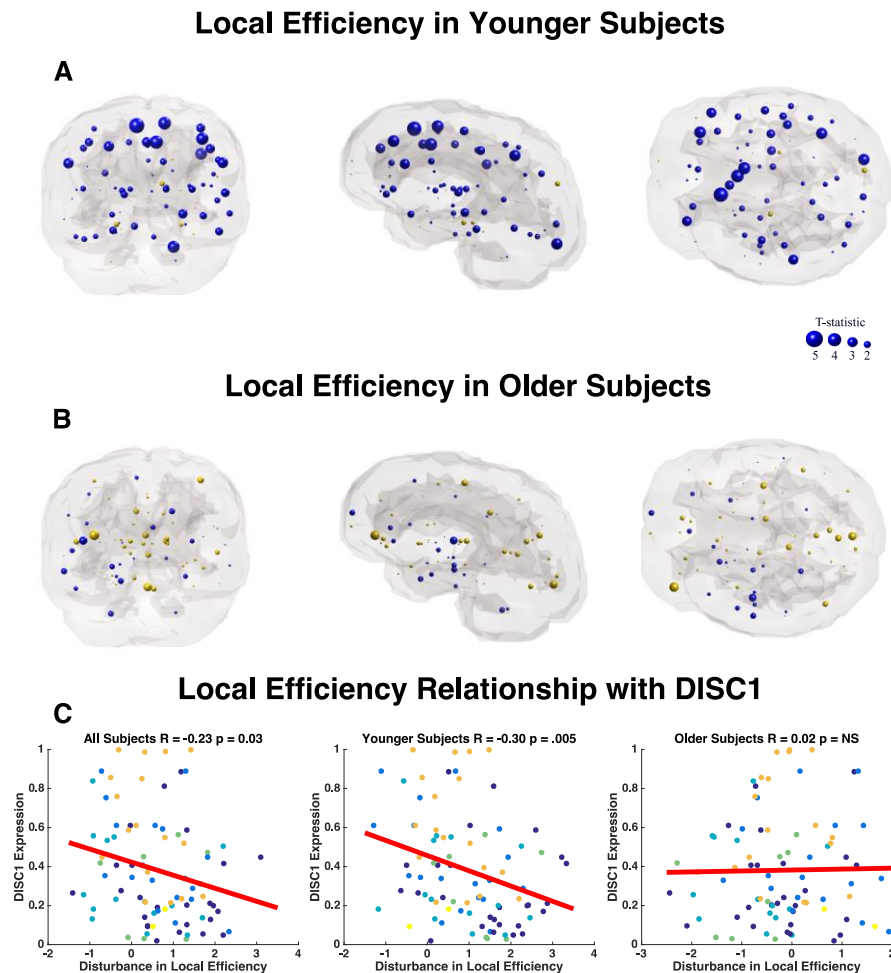 Local Efficiency in Younger Subjects
A
T-statistic
5 4 3 2
Local Efficiency in Older Subjects
B
Local Efficiency Relationship with DISC1
C
All Subjects R = -0.23 p = 0.03
DISC1 Expression
1
0.8
0.6
0.4
0.2
0
-2 -1 0 1 2 3 4
Disturbance in Local Efficiency
Younger Subjects R = -0.30 p = .005
DISC1 Expression
1
0.8
0.6
0.4
0.2
0
-2 -1 0 1 2 3 4
Disturbance in Local Efficiency
Older Subjects R = 0.02 p = NS
DISC1 Expression
1
0.8
0.6
0.4
0.2
0
-3 -2 -1 0 1 2
Disturbance in Local Efficiency